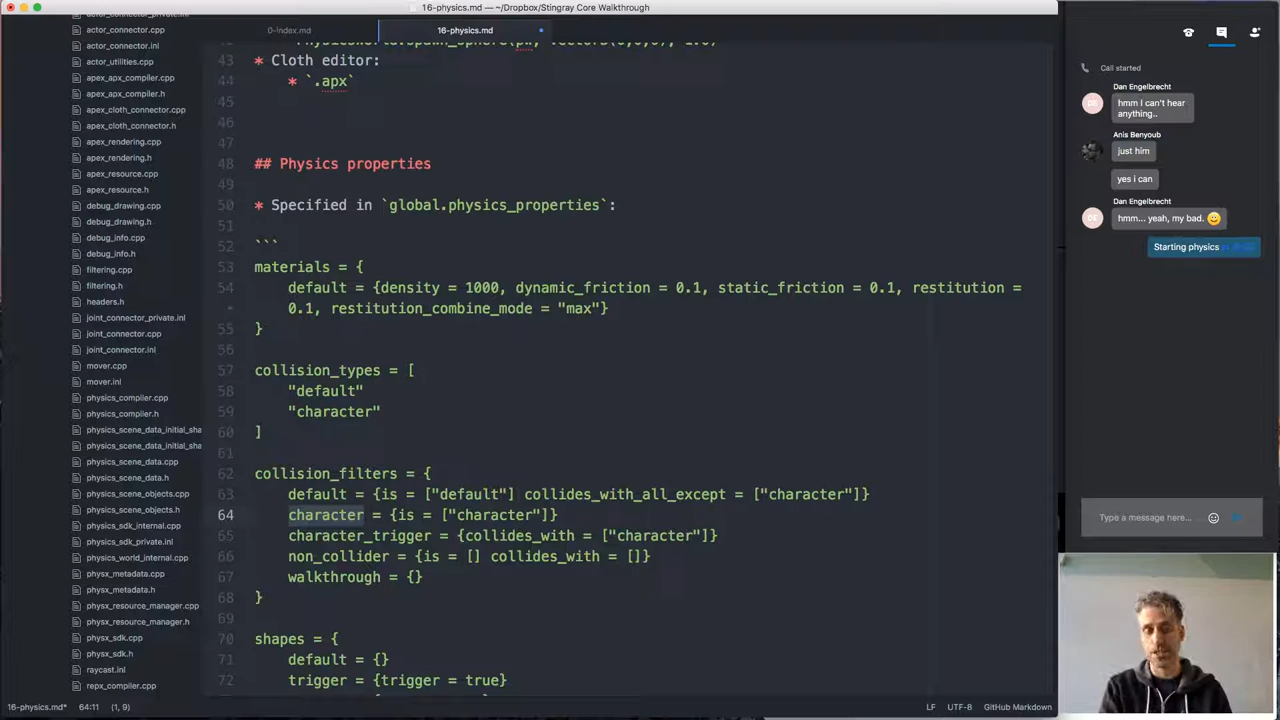 16-physics.md — ~/Dropbox/Stingray Core Walkthrough
0-Index.md
16-physics.md
actor_connector.cpp
actor_connector.inl
actor_utilities.cpp
apex_apx_compiler.cpp
apex_apx_compiler.h
apex_cloth_connector.cpp
apex_cloth_connector.h
apex_rendering.cpp
apex_rendering.h
apex_resource.cpp
apex_resource.h
debug_drawing.cpp
debug_drawing.h
debug_info.cpp
debug_info.h
filtering.cpp
filtering.h
headers.h
joint_connector_private.inl
joint_connector.cpp
joint_connector.inl
mover.cpp
mover.inl
physics_compiler.cpp
physics_compiler.h
physics_scene_data_initial_sha
physics_scene_data_initial_sha
physics_scene_data.cpp
physics_scene_data.h
physics_scene_objects.cpp
physics_scene_objects.h
physics_sdk_internal.cpp
physics_sdk_private.inl
physics_world_internal.cpp
physx_metadata.cpp
physx_metadata.h
physx_resource_manager.cpp
physx_resource_manager.h
physx_sdk.cpp
physx_sdk.h
raycast.inl
repx_compiler.cpp
43 * Cloth editor:
44 * `.apx`
45
46
47
48 ## Physics properties
49
50 * Specified in `global.physics_properties`:
51
52 ```
53 materials = {
54 default = {density = 1000, dynamic_friction = 0.1, static_friction = 0.1, restitution =
0.1, restitution_combine_mode = "max"}
55 }
56
57 collision_types = [
58 "default"
59 "character"
60 ]
61
62 collision_filters = {
63 default = {is = ["default"] collides_with_all_except = ["character"]}
64 character = {is = ["character"]}
65 character_trigger = {collides_with = ["character"]}
66 non_collider = {is = [] collides_with = []}
67 walkthrough = {}
68 }
69
70 shapes = {
71 default = {}
72 trigger = {trigger = true}
16-physics.md* 64:11 (1, 9)
LF UTF-8 GitHub Markdown
Call started
Dan Engelbrecht
DE
hmm I can't hear
anything..
Anis Benyoub
just him
yes i can
Dan Engelbrecht
DE
hmm... yeah, my bad.
Starting physics
Type a message here...